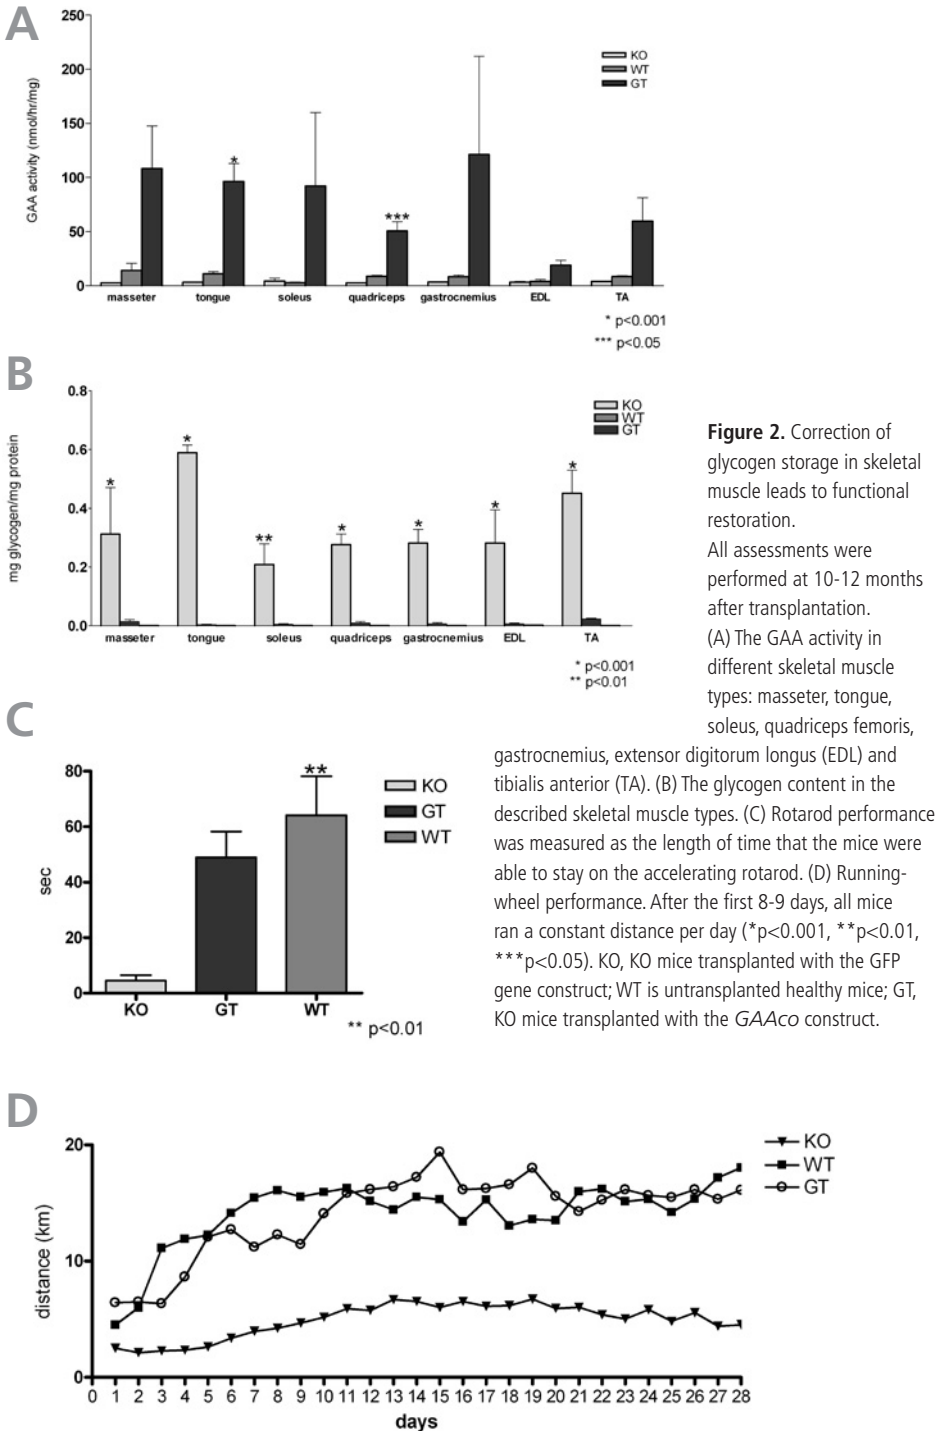 A
250
200
150
100
50
0
GAA activity (nmol/hr/mg)
KO
WT
GT
*
***
masseter tongue soleus quadriceps gastrocnemius EDL TA
* p<0.001
*** p<0.05
B
0.8
0.6
0.4
0.2
0.0
mg glycogen/mg protein
KO
WT
GT
* * ** * * * *
masseter tongue soleus quadriceps gastrocnemius EDL TA
* p<0.001
** p<0.01
Figure 2. Correction of
glycogen storage in skeletal
muscle leads to functional
restoration.
All assessments were
performed at 10-12 months
after transplantation.
(A) The GAA activity in
different skeletal muscle
types: masseter, tongue,
soleus, quadriceps femoris,
gastrocnemius, extensor digitorum longus (EDL) and
tibialis anterior (TA). (B) The glycogen content in the
described skeletal muscle types. (C) Rotarod performance
was measured as the length of time that the mice were
able to stay on the accelerating rotarod. (D) Running-
wheel performance. After the first 8-9 days, all mice
ran a constant distance per day (*p<0.001, **p<0.01,
***p<0.05). KO, KO mice transplanted with the GFP
gene construct; WT is untransplanted healthy mice; GT,
KO mice transplanted with the GAAco construct.
C
80
60
40
20
0
sec
**
KO
GT
WT
KO GT WT
** p<0.01
D
20
10
0
distance (km)
KO
WT
GT
0 1 2 3 4 5 6 7 8 9 10 11 12 13 14 15 16 17 18 19 20 21 22 23 24 25 26 27 28
days